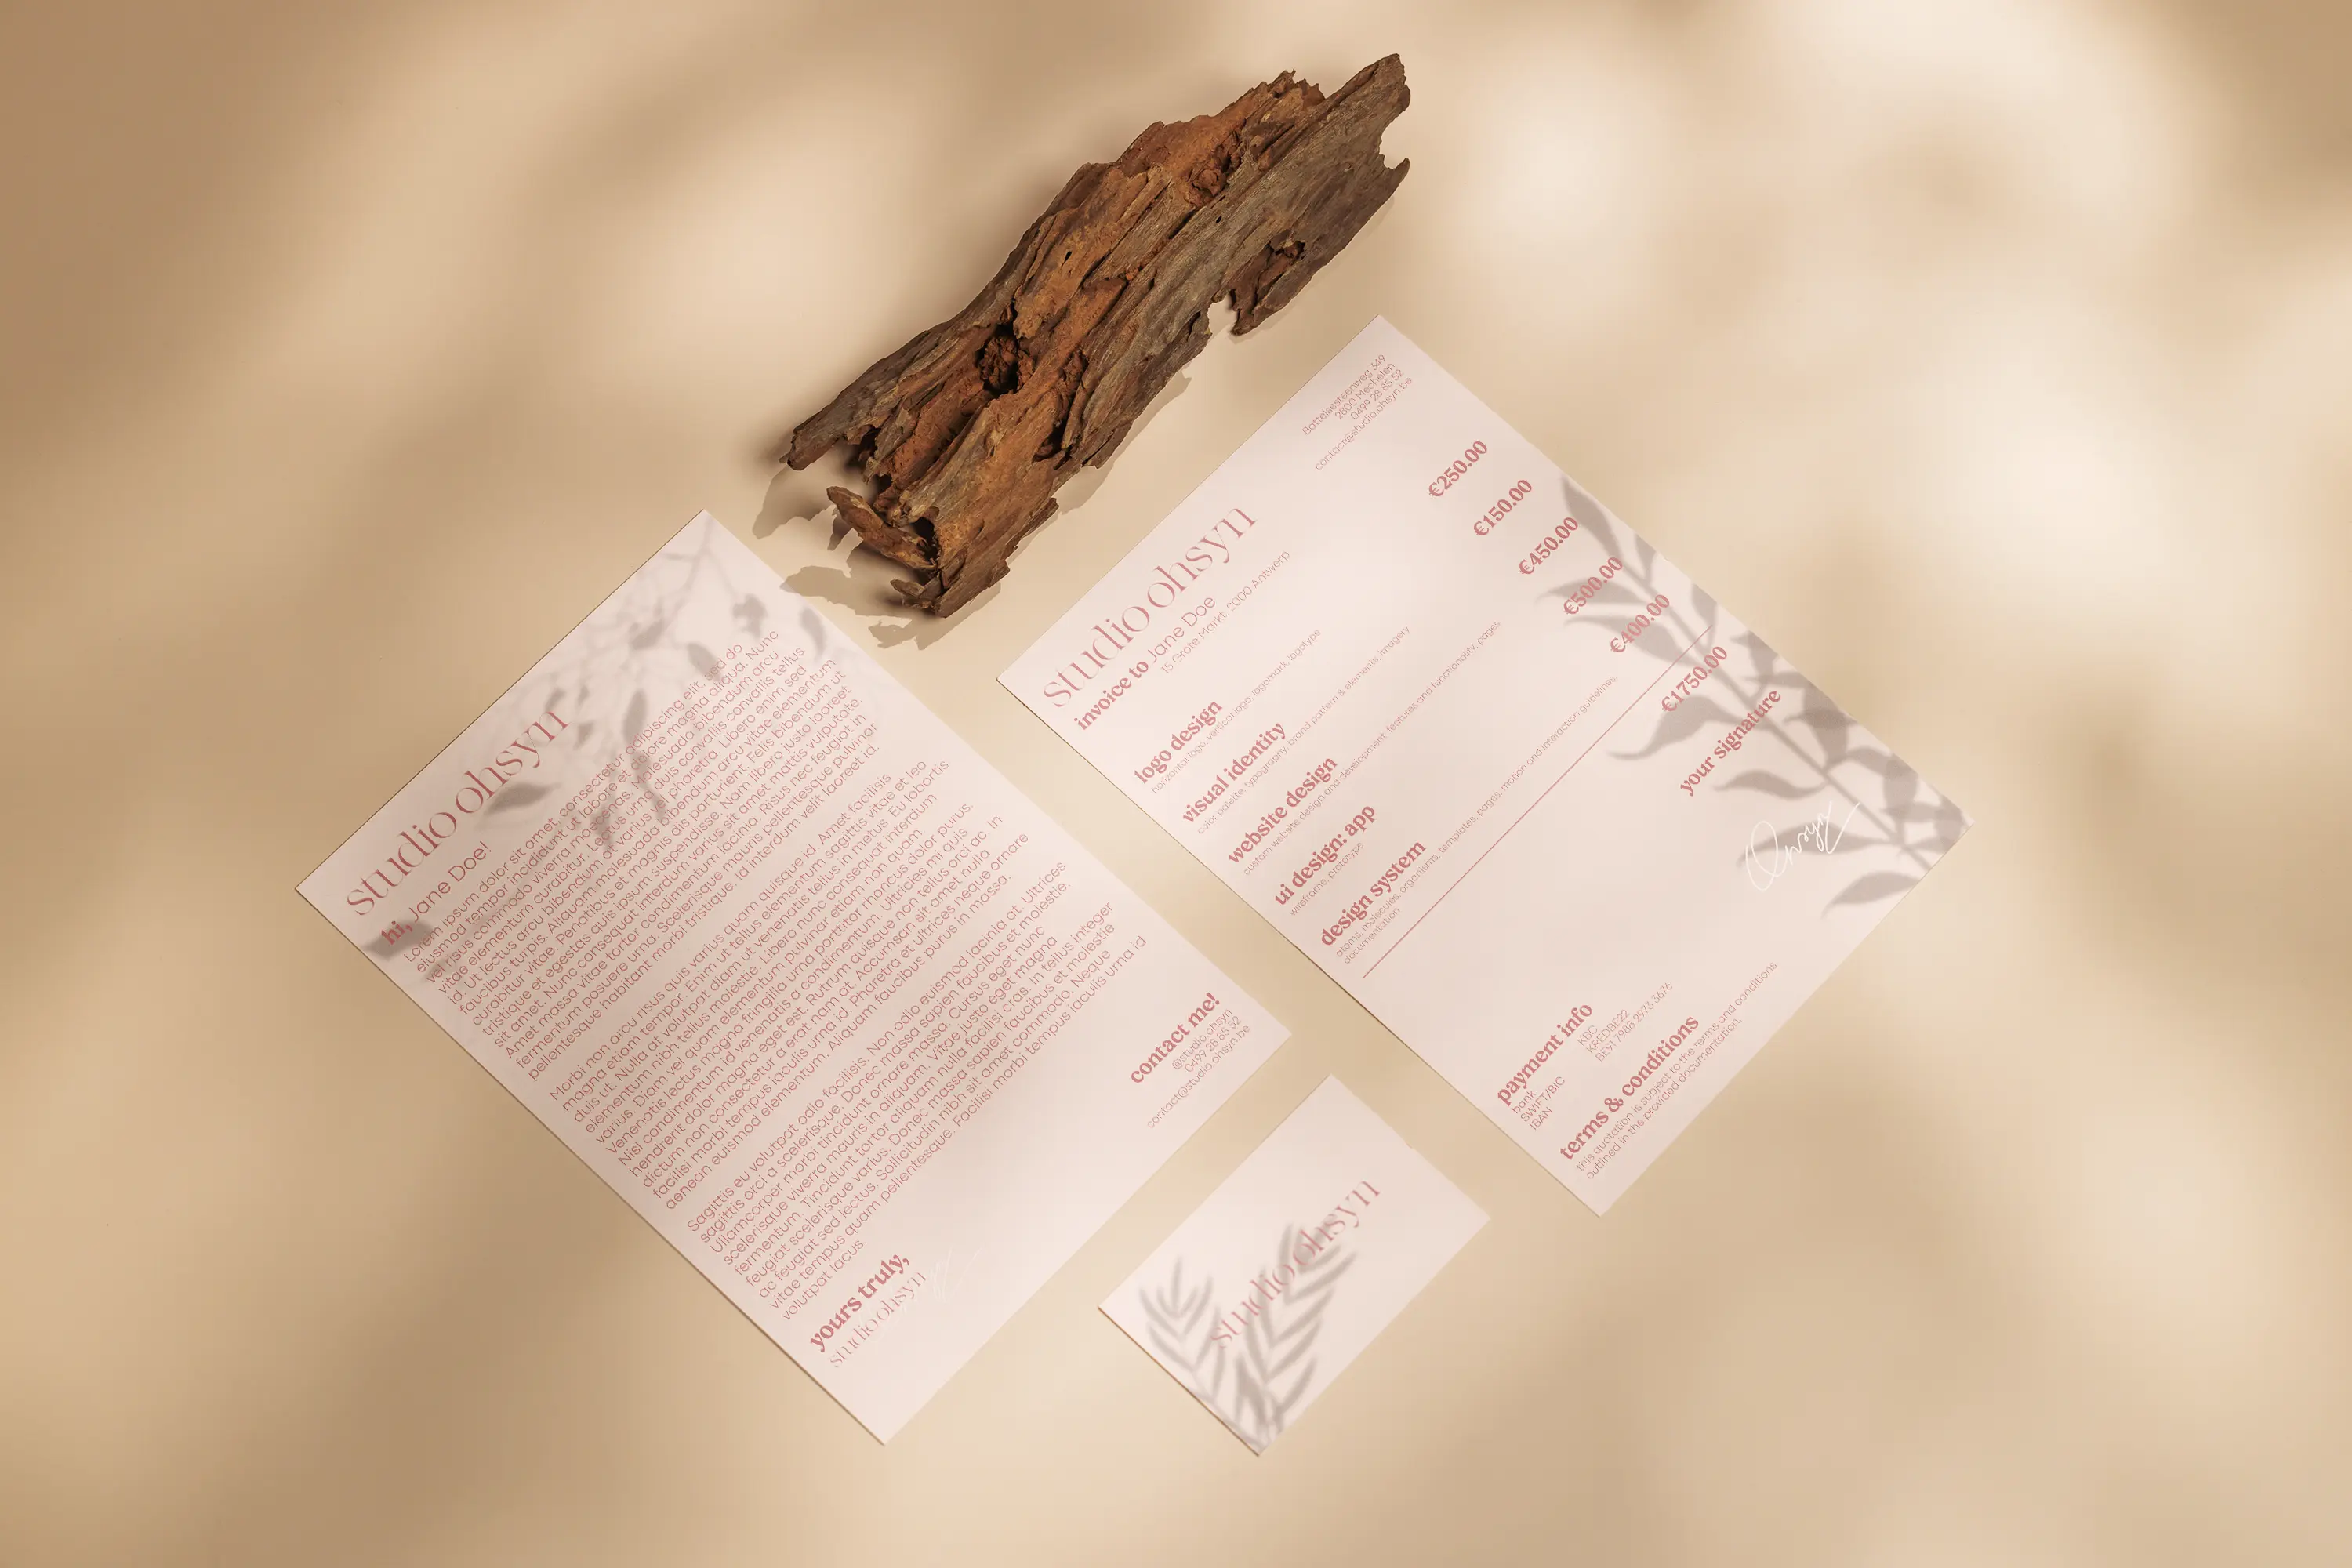 studio ohsyn
hi, Jane Doe!
Lorem ipsum dolor sit amet, consectetur adipiscing elit, sed do
eiusmod tempor incididunt ut labore et dolore magna aliqua. Nunc
vel risus commodo viverra maecenas. Malesuada bibendum arcu
vitae elementum curabitur. Lectus urna duis convallis convallis tellus
id. Ut lectus arcu bibendum at varius vel pharetra. Libero enim sed
faucibus turpis. Aliquam malesuada bibendum arcu vitae elementum
curabitur vitae. Penatibus et magnis dis parturient. Felis bibendum ut
tristique et egestas quis ipsum suspendisse. Nam libero justo laoreet
sit amet. Nunc consequat interdum varius sit amet mattis vulputate.
Amet massa vitae tortor condimentum lacinia. Risus nec feugiat in
fermentum posuere urna. Scelerisque mauris pellentesque pulvinar
pellentesque habitant morbi tristique. Id interdum velit laoreet id.
Morbi non arcu risus quis varius quam quisque id. Amet facilisis
magna etiam tempor. Enim ut tellus elementum sagittis vitae et leo
duis ut. Nulla at volutpat diam ut venenatis tellus in metus. Eu lobortis
elementum nibh tellus molestie. Libero nunc consequat interdum
varius. Diam vel quam elementum pulvinar etiam non quam.
Venenatis lectus magna fringilla urna porttitor rhoncus dolor purus.
Nisl condimentum id venenatis a condimentum. Ultricies mi quis
hendrerit dolor magna eget est. Rutrum quisque non tellus orci ac. In
dictum non consectetur a erat nam at. Accumsan sit amet nulla
facilisi morbi tempus iaculis urna id. Pharetra et ultrices neque ornare
aenean euismod elementum. Aliquam faucibus purus in massa.
Sagittis eu volutpat odio facilisis. Non odio euismod lacinia at. Ultrices
sagittis orci a scelerisque. Donec massa sapien faucibus et molestie.
Ullamcorper morbi tincidunt ornare massa. Cursus eget nunc
scelerisque viverra mauris in aliquam. Vitae justo eget magna
fermentum. Tincidunt tortor aliquam nulla facilisi cras. In tellus integer
feugiat scelerisque varius. Donec massa sapien faucibus et molestie
ac feugiat sed lectus. Sollicitudin nibh sit amet commodo. Neque
vitae tempus quam pellentesque. Facilisi morbi tempus iaculis urna id
volutpat lacus.
yours truly,
studio ohsyn
contact me!
@studio.ohsyn
0499 28 85 52
contact@studio.ohsyn.be
Battelsesteenweg 349
2800 Mechelen
0499 28 85 52
contact@studio.ohsyn.be
studio ohsyn
invoice to Jane Doe
15 Grote Markt, 2000 Antwerp
logo design €250.00
horizontal logo, vertical logo, logomark, logotype
visual identity €150.00
color palette, typography, brand pattern & elements, imagery
website design €450.00
custom website design and development, features and functionality, pages
ui design: app €500.00
wireframe, prototype
design system €400.00
atoms, molecules, organisms, templates, pages, motion and interaction guidelines,
documentation
€1750.00
your signature
payment info
bank KBC
SWIFT/BIC KREDBE22
IBAN BE91 7988 2973 3676
terms & conditions
this quotation is subject to the terms and conditions
outlined in the provided documentation.
studio ohsyn